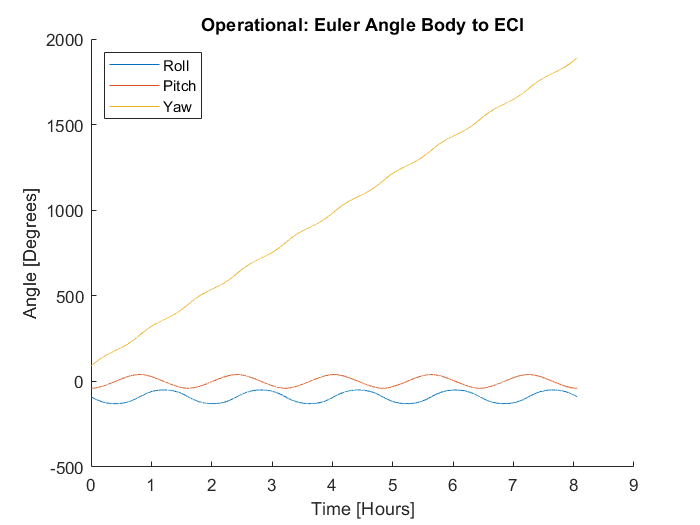 Operational: Euler Angle Body to ECI
2000
1500
1000
500
0
-500
Angle [Degrees]
Roll
Pitch
Yaw
0 1 2 3 4 5 6 7 8 9
Time [Hours]